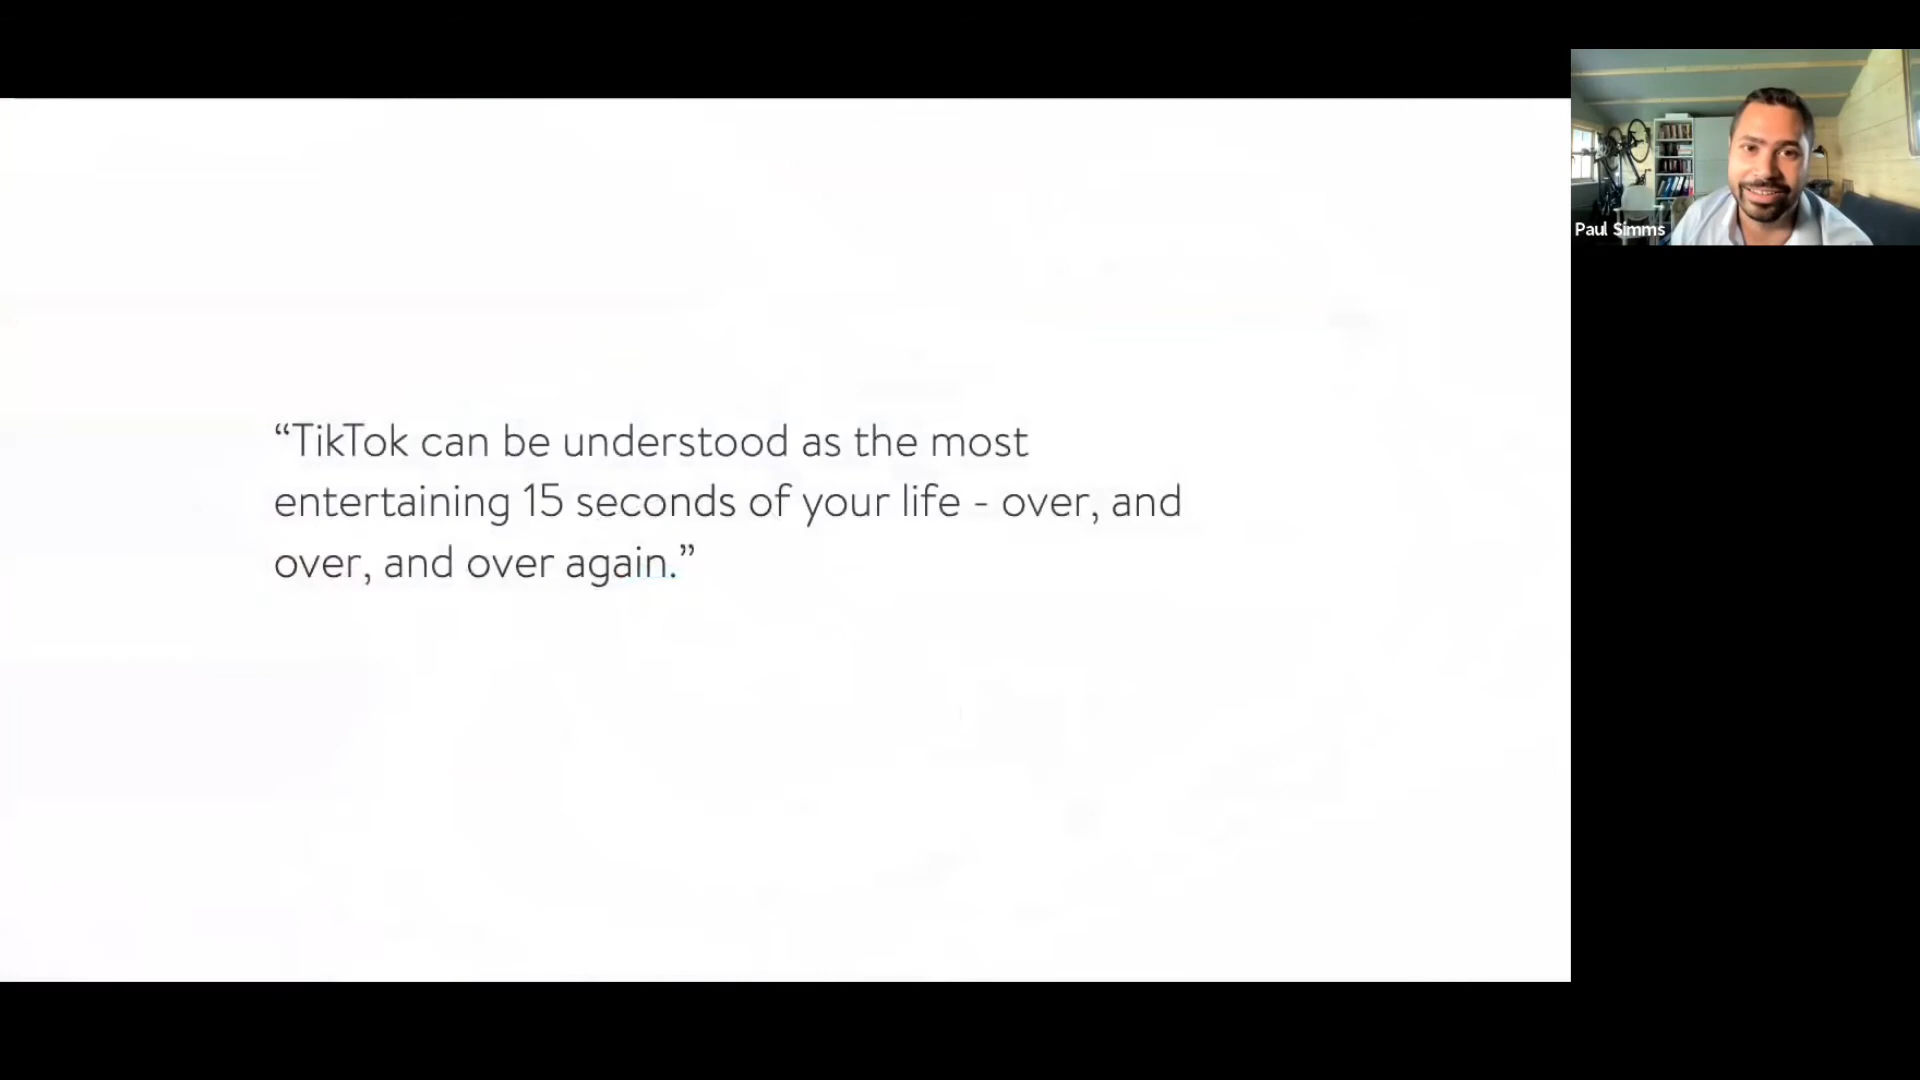 “TikTok can be understood as the most
entertaining 15 seconds of your life - over, and
over, and over again.”
Paul Simms